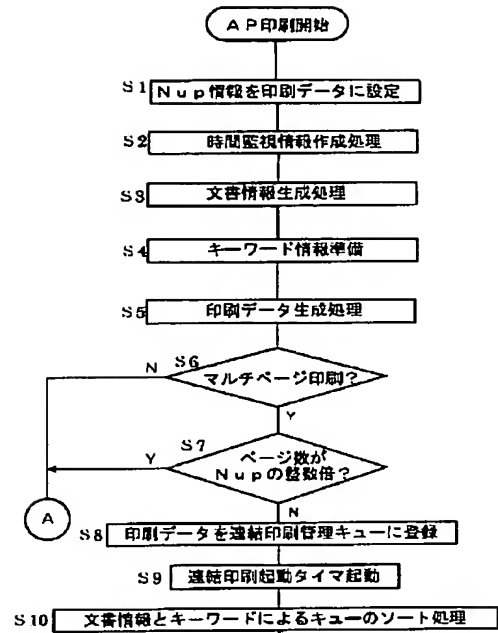 AP印刷開始
S1
Nup情報を印刷データに設定
S2
時間監視情報作成処理
S3
文書情報生成処理
S4
キーワード情報準備
S5
印刷データ生成処理
S6
N
マルチページ印刷?
Y
S7
Y
ページ数が
Nupの整数倍?
N
A
S8
印刷データを連結印刷管理キューに登録
S9
連結印刷起動タイマ起動
S10
文書情報とキーワードによるキューのソート処理